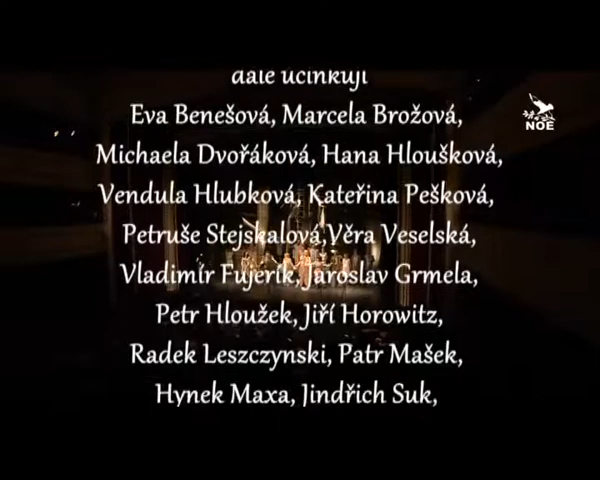 dále účinkují
Eva Benešová, Marcela Brožová,
NOE
Michaela Dvořáková, Hana Hloušková,
Vendula Hlubková, Kateřina Pešková,
Petruše Stejskalová,Věra Veselská,
Vladimír Fujerik, Jaroslav Grmela,
Petr Hloužek, Jiří Horowitz,
Radek Leszczynski, Patr Mašek,
Hynek Maxa, Jindřich Suk,